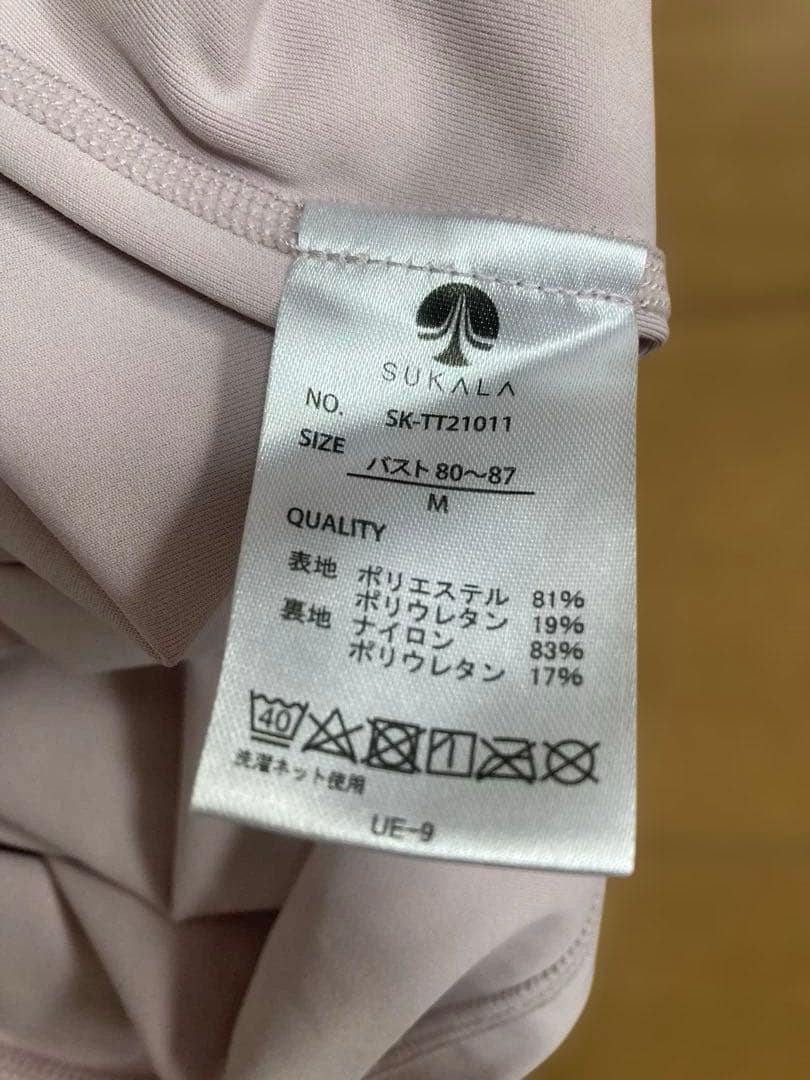 SUKALA
NO. SK-TT21011
SIZE バスト 80〜87
M
QUALITY
表地 ポリエステル 81%
ポリウレタン 19%
裏地 ナイロン 83%
ポリウレタン 17%
40
洗濯ネット使用
UE-9